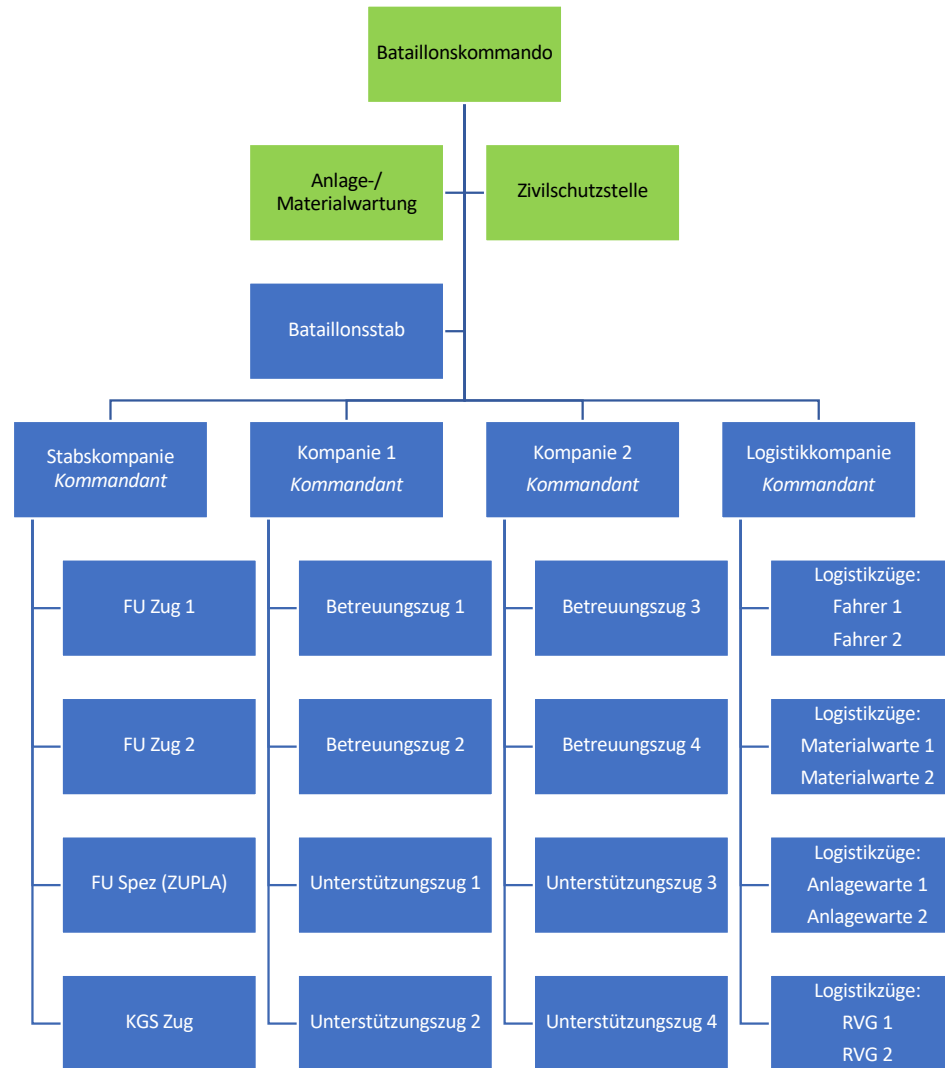 Bataillonskommando
Anlage-/
Materialwartung
Zivilschutzstelle
Bataillonsstab
Stabskompanie
Kommandant
Kompanie 1
Kommandant
Kompanie 2
Kommandant
Logistikkompanie
Kommandant
FU Zug 1
Betreuungszug 1
Betreuungszug 3
Logistikzüge:
Fahrer 1
Fahrer 2
FU Zug 2
Betreuungszug 2
Betreuungszug 4
Logistikzüge:
Materialwarte 1
Materialwarte 2
FU Spez (ZUPLA)
Unterstützungszug 1
Unterstützungszug 3
Logistikzüge:
Anlagewarte 1
Anlagewarte 2
KGS Zug
Unterstützungszug 2
Unterstützungszug 4
Logistikzüge:
RVG 1
RVG 2